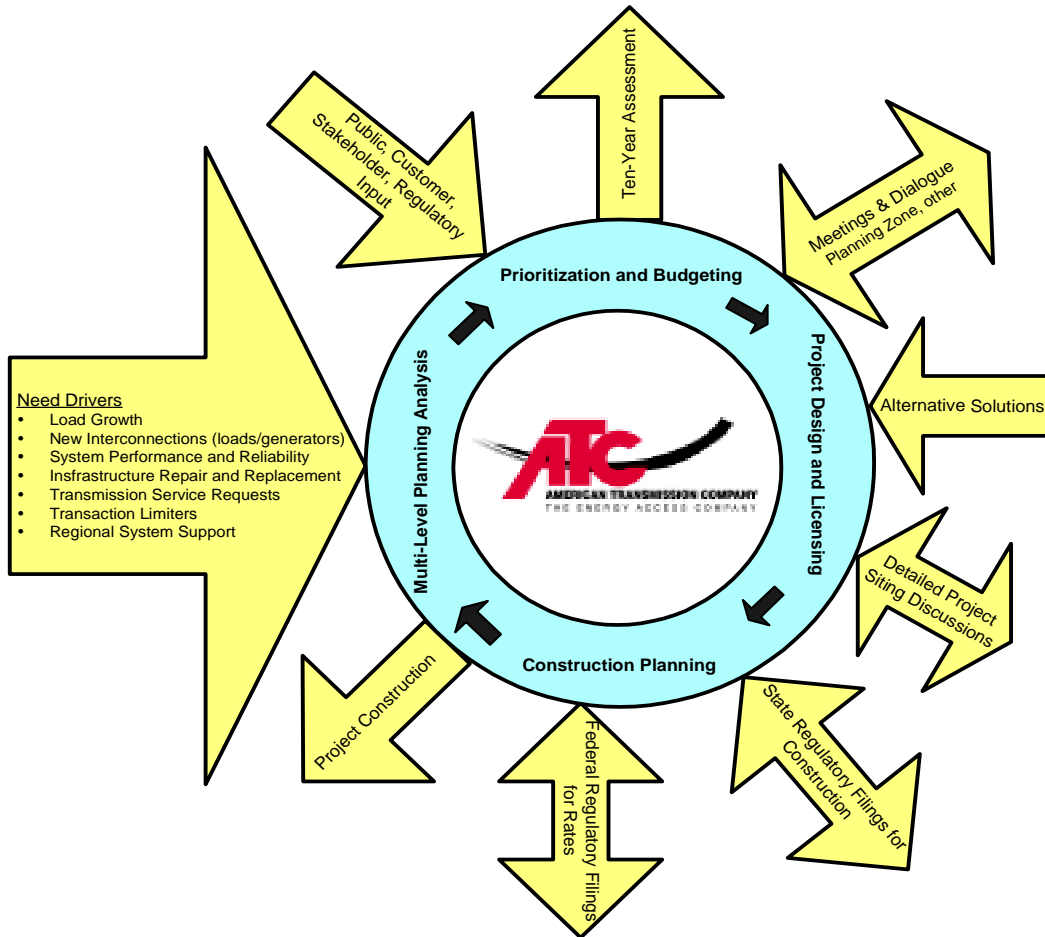 Ten-Year Assessment
Public, Customer,
Stakeholder, Regulatory
Input
Meetings & Dialogue
Planning Zone, other
Prioritization and Budgeting
Multi-Level Planning Analysis
Project Design and Licensing
Alternative Solutions
Need Drivers
• Load Growth
• New Interconnections (loads/generators)
• System Performance and Reliability
• Insfrastructure Repair and Replacement
• Transmission Service Requests
• Transaction Limiters
• Regional System Support
ATC
AMERICAN TRANSMISSION COMPANY
THE ENERGY ACCESS COMPANY
Detailed Project
Siting Discussions
Construction Planning
Project Construction
Federal Regulatory Filings
for Rates
State Regulatory Filings for
Construction